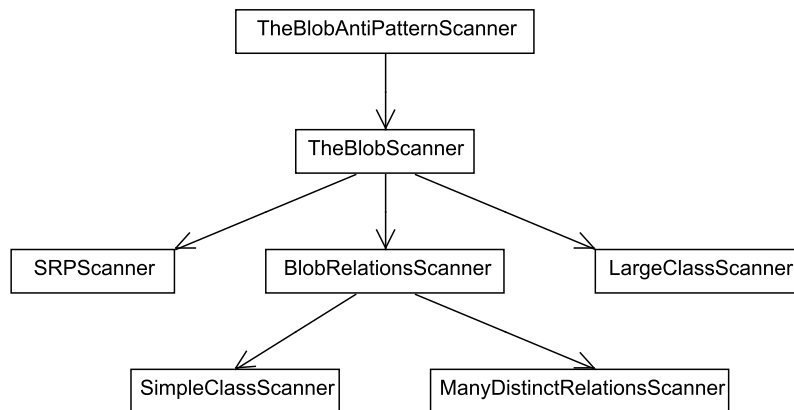 TheBlobAntiPatternScanner
TheBlobScanner
SRPScanner
BlobRelationsScanner
LargeClassScanner
SimpleClassScanner
ManyDistinctRelationsScanner